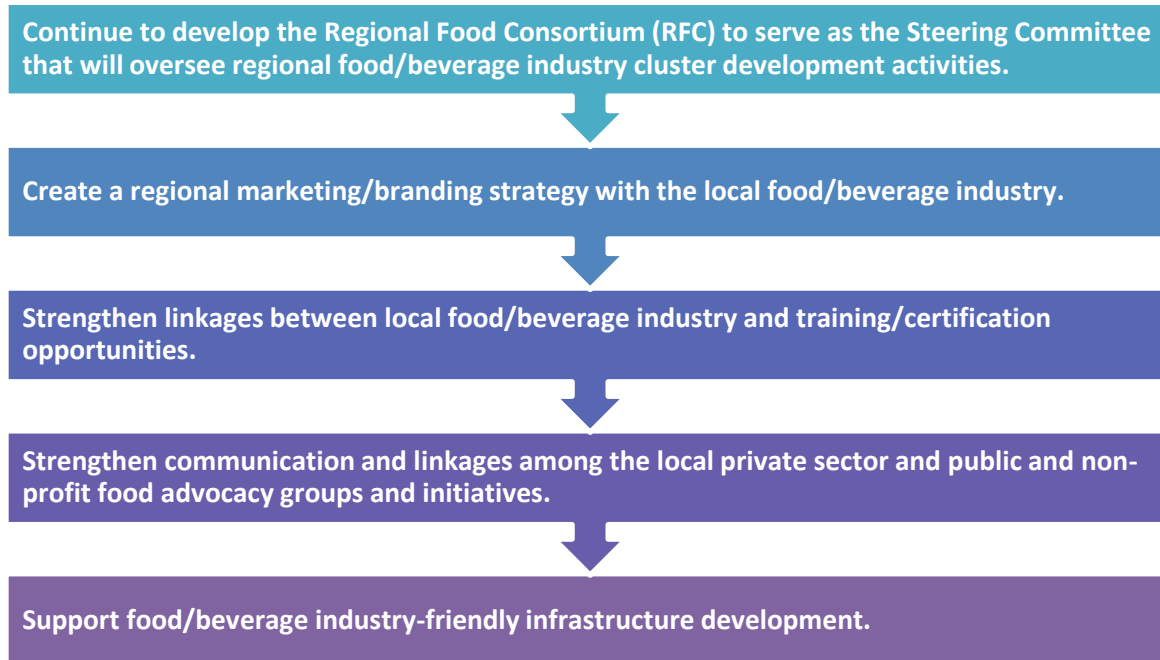 Continue to develop the Regional Food Consortium (RFC) to serve as the Steering Committee
that will oversee regional food/beverage industry cluster development activities.
Create a regional marketing/branding strategy with the local food/beverage industry.
Strengthen linkages between local food/beverage industry and training/certification
opportunities.
Strengthen communication and linkages among the local private sector and public and non-
profit food advocacy groups and initiatives.
Support food/beverage industry-friendly infrastructure development.